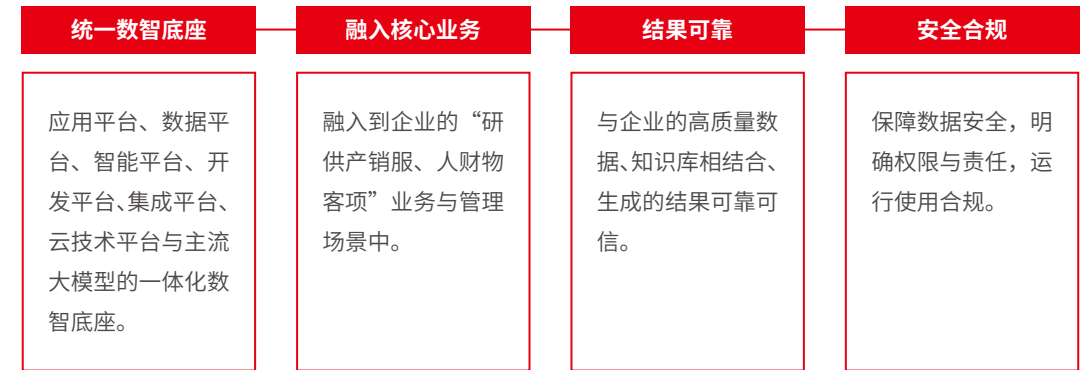 统一数智底座
应用平台、数据平
台、智能平台、开
发平台、集成平台、
云技术平台与主流
大模型的一体化数
智底座。
融入核心业务
融入到企业的“研
供产销服、人财物
客项”业务与管理
场景中。
结果可靠
与企业的高质量数
据、知识库相结合、
生成的结果可靠可
信。
安全合规
保障数据安全，明
确权限与责任，运
行使用合规。